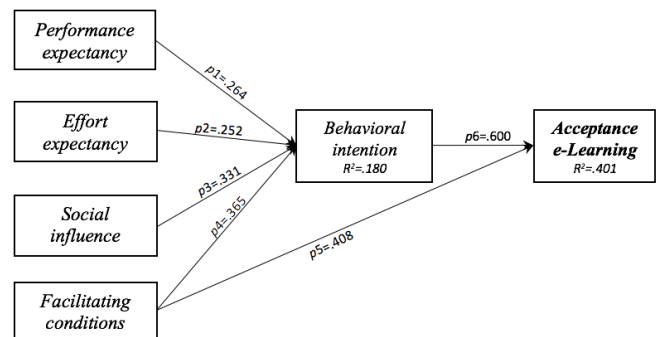 Performance
expectancy
p1=.264
Effort
expectancy
p2=.252
Behavioral
intention
R²=.180
p6=.600
Acceptance
e-Learning
R²=.401
p3=.331
Social
influence
p4=.365
p5=.408
Facilitating
conditions